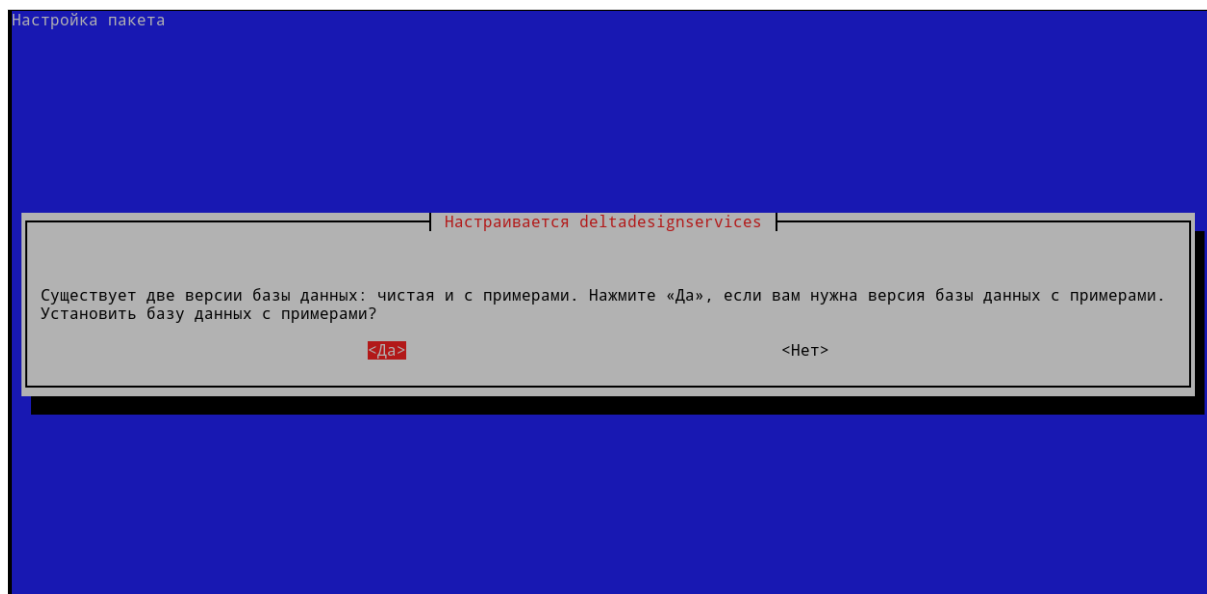 Настройка пакета
Настраивается deltadesignservices
Существует две версии базы данных: чистая и с примерами. Нажмите «Да», если вам нужна версия базы данных с примерами.
Установить базу данных с примерами?
<Да> <Нет>